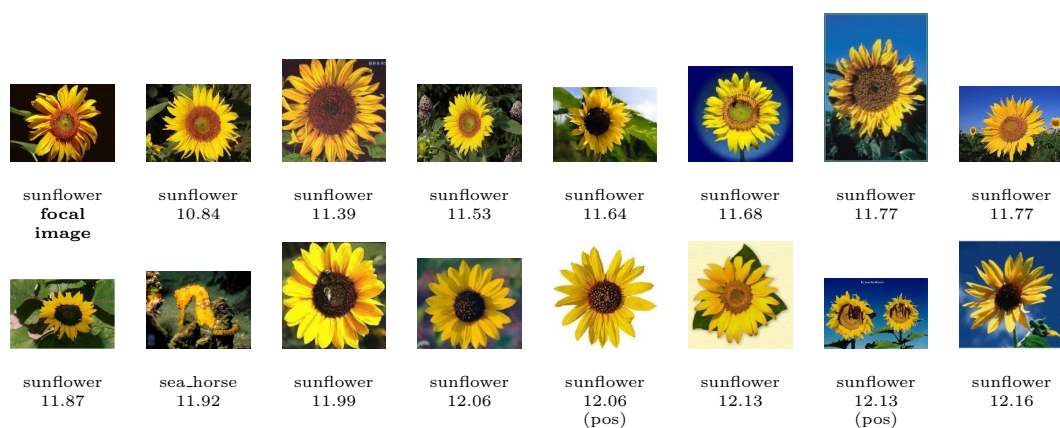 sunflower sunflower sunflower sunflower sunflower sunflower sunflower sunflower
focal 10.84 11.39 11.53 11.64 11.68 11.77 11.77
image
sunflower sea_horse sunflower sunflower sunflower sunflower sunflower sunflower
11.87 11.92 11.99 12.06 12.06 12.13 12.13 12.16
(pos) (pos)